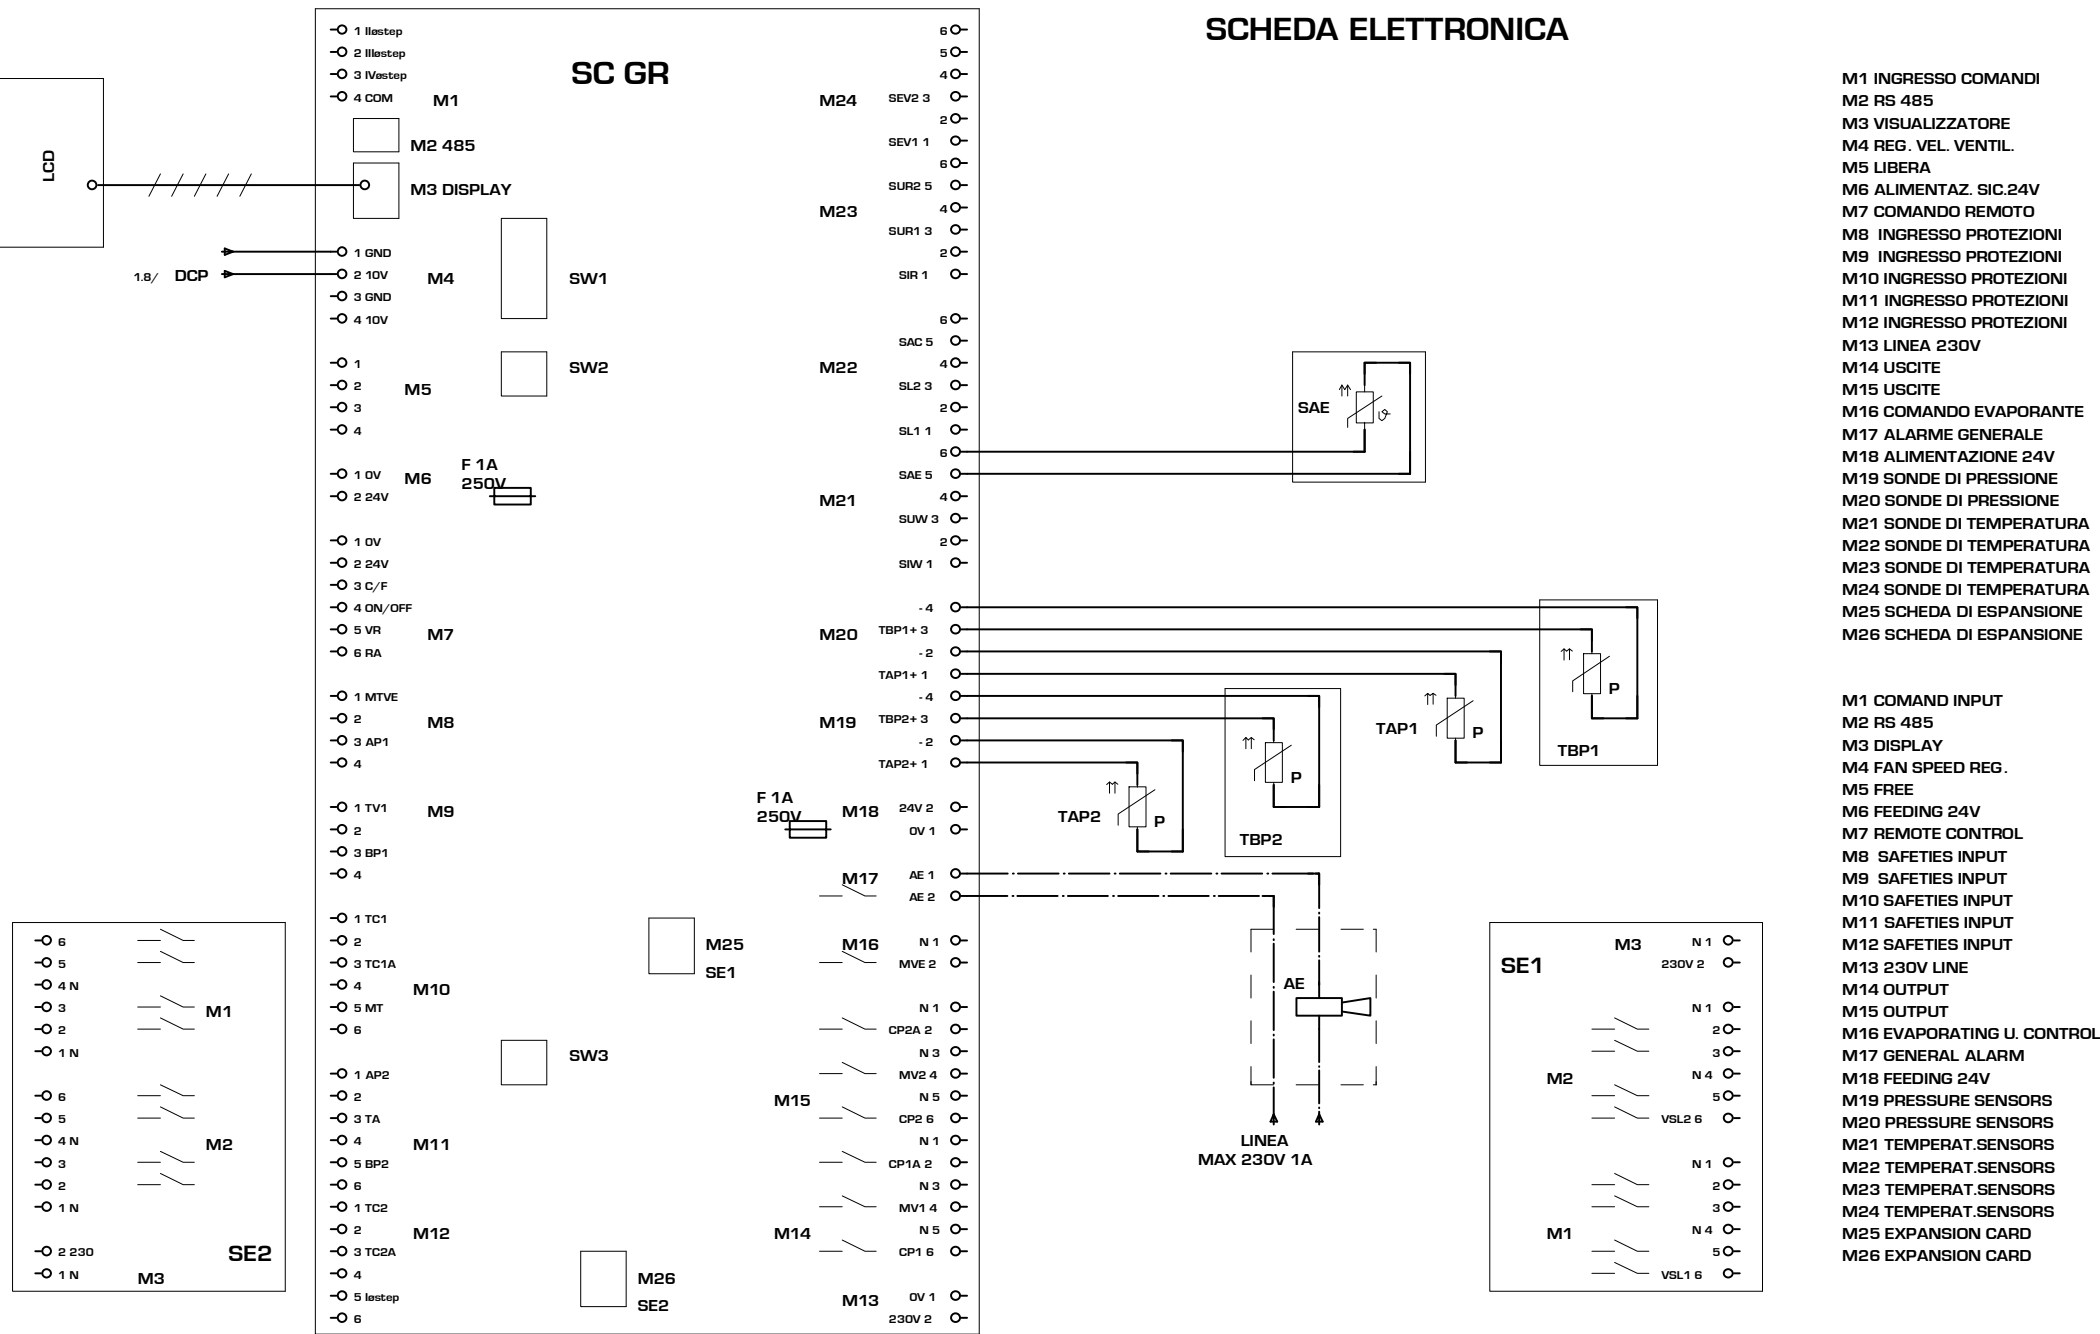 SCHEDA ELETTRONICA
SC GR
LCD
1.8/ DCP
1 IIøstep
2 IIIøstep
3 IVøstep
4 COM
M1
M2 485
M3 DISPLAY
1 GND
2 10V
3 GND
4 10V
M4
SW1
1
2
3
4
M5
SW2
1 0V
2 24V
M6
F 1A
250V
1 0V
2 24V
3 C/F
4 ON/OFF
5 VR
6 RA
M7
1 MTVE
2
3 AP1
4
M8
1 TV1
2
3 BP1
4
M9
1 TC1
2
3 TC1A
4
5 MT
6
M10
SW3
1 AP2
2
3 TA
4
5 BP2
6
M11
1 TC2
2
3 TC2A
4
5 Iøstep
6
M12
M25
SE1
M26
SE2
6
5
4
SEV2 3
2
SEV1 1
M24
6
SUR2 5
4
SUR1 3
2
SIR 1
M23
6
SAC 5
4
SL2 3
2
SL1 1
M22
6
SAE 5
4
SUW 3
2
SIW 1
M21
- 4
TBP1+ 3
- 2
TAP1+ 1
M20
- 4
TBP2+ 3
- 2
TAP2+ 1
M19
F 1A
250V
M18
24V 2
0V 1
M17
AE 1
AE 2
M16
N 1
MVE 2
N 1
CP2A 2
N 3
MV2 4
N 5
CP2 6
M15
N 1
CP1A 2
N 3
MV1 4
N 5
CP1 6
M14
M13
0V 1
230V 2
SAE
TAP2
P
TBP2
P
TAP1
P
TBP1
P
AE
LINEA
MAX 230V 1A
6
5
4 N
3
2
1 N
M1
6
5
4 N
3
2
1 N
M2
2 230
1 N
M3
SE2
SE1
M3
N 1
230V 2
N 1
2
3
N 4
5
VSL2 6
M2
N 1
2
3
N 4
5
VSL1 6
M1
M1 INGRESSO COMANDI
M2 RS 485
M3 VISUALIZZATORE
M4 REG. VEL. VENTIL.
M5 LIBERA
M6 ALIMENTAZ. SIC.24V
M7 COMANDO REMOTO
M8 INGRESSO PROTEZIONI
M9 INGRESSO PROTEZIONI
M10 INGRESSO PROTEZIONI
M11 INGRESSO PROTEZIONI
M12 INGRESSO PROTEZIONI
M13 LINEA 230V
M14 USCITE
M15 USCITE
M16 COMANDO EVAPORANTE
M17 ALARME GENERALE
M18 ALIMENTAZIONE 24V
M19 SONDE DI PRESSIONE
M20 SONDE DI PRESSIONE
M21 SONDE DI TEMPERATURA
M22 SONDE DI TEMPERATURA
M23 SONDE DI TEMPERATURA
M24 SONDE DI TEMPERATURA
M25 SCHEDA DI ESPANSIONE
M26 SCHEDA DI ESPANSIONE
M1 COMAND INPUT
M2 RS 485
M3 DISPLAY
M4 FAN SPEED REG.
M5 FREE
M6 FEEDING 24V
M7 REMOTE CONTROL
M8 SAFETIES INPUT
M9 SAFETIES INPUT
M10 SAFETIES INPUT
M11 SAFETIES INPUT
M12 SAFETIES INPUT
M13 230V LINE
M14 OUTPUT
M15 OUTPUT
M16 EVAPORATING U. CONTROL
M17 GENERAL ALARM
M18 FEEDING 24V
M19 PRESSURE SENSORS
M20 PRESSURE SENSORS
M21 TEMPERAT.SENSORS
M22 TEMPERAT.SENSORS
M23 TEMPERAT.SENSORS
M24 TEMPERAT.SENSORS
M25 EXPANSION CARD
M26 EXPANSION CARD